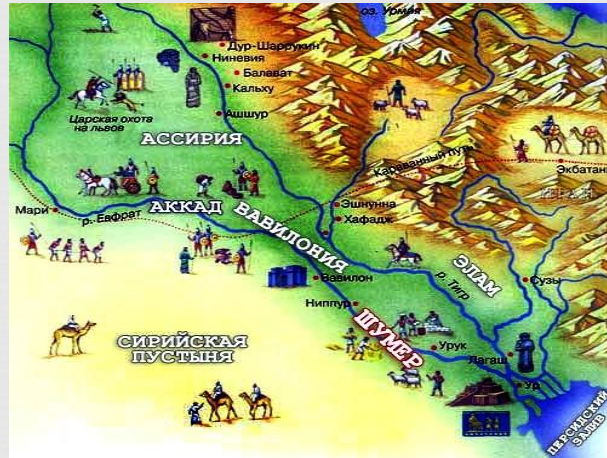 оз. Урмия
Дур-Шаррукин
Ниневия
Балават
Кальху
Царская охота
на львов
Ашшур
АССИРИЯ
Караванный путь
Экбатаны
Мари
р. Евфрат
АККАД
ВАВИЛОНИЯ
Эшнунна
Хафадж
ЭЛАМ
Сузы
р. Тигр
Вавилон
Ниппур
ШУМЕР
СИРИЙСКАЯ
ПУСТЫНЯ
Урук
Лагаш
Ур
ПЕРСИДСКИЙ
ЗАЛИВ